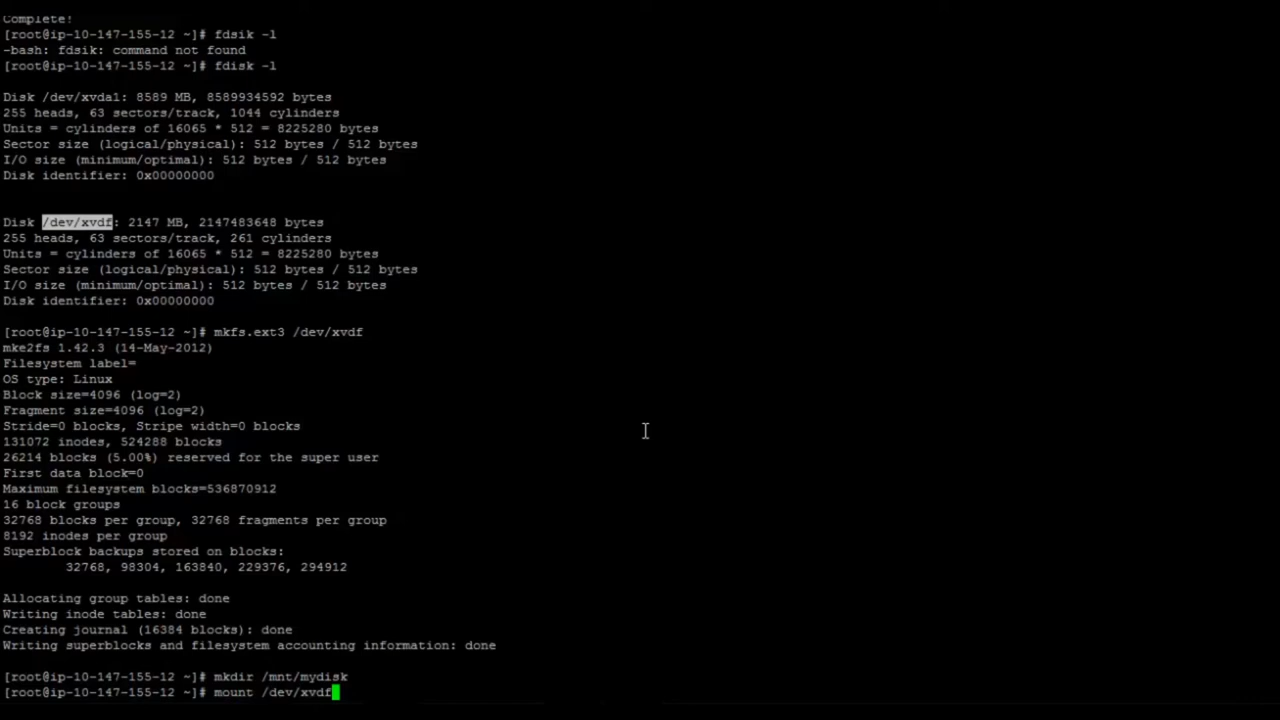 Complete!
[root@ip-10-147-155-12 ~]# fdsik -l
-bash: fdsik: command not found
[root@ip-10-147-155-12 ~]# fdisk -l
Disk /dev/xvda1: 8589 MB, 8589934592 bytes
255 heads, 63 sectors/track, 1044 cylinders
Units = cylinders of 16065 * 512 = 8225280 bytes
Sector size (logical/physical): 512 bytes / 512 bytes
I/O size (minimum/optimal): 512 bytes / 512 bytes
Disk identifier: 0x00000000
Disk /dev/xvdf: 2147 MB, 2147483648 bytes
255 heads, 63 sectors/track, 261 cylinders
Units = cylinders of 16065 * 512 = 8225280 bytes
Sector size (logical/physical): 512 bytes / 512 bytes
I/O size (minimum/optimal): 512 bytes / 512 bytes
Disk identifier: 0x00000000
[root@ip-10-147-155-12 ~]# mkfs.ext3 /dev/xvdf
mke2fs 1.42.3 (14-May-2012)
Filesystem label=
OS type: Linux
Block size=4096 (log=2)
Fragment size=4096 (log=2)
Stride=0 blocks, Stripe width=0 blocks
131072 inodes, 524288 blocks
26214 blocks (5.00%) reserved for the super user
First data block=0
Maximum filesystem blocks=536870912
16 block groups
32768 blocks per group, 32768 fragments per group
8192 inodes per group
Superblock backups stored on blocks:
32768, 98304, 163840, 229376, 294912
Allocating group tables: done
Writing inode tables: done
Creating journal (16384 blocks): done
Writing superblocks and filesystem accounting information: done
[root@ip-10-147-155-12 ~]# mkdir /mnt/mydisk
[root@ip-10-147-155-12 ~]# mount /dev/xvdf